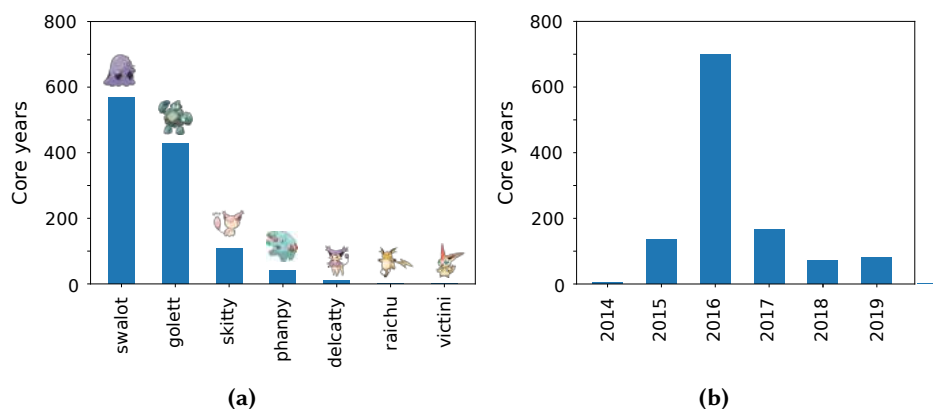 800
600
400
200
0
Core years
swalot
golett
skitty
phanpy
delcatty
raichu
victini
(a)
800
600
400
200
0
Core years
2014
2015
2016
2017
2018
2019
(b)